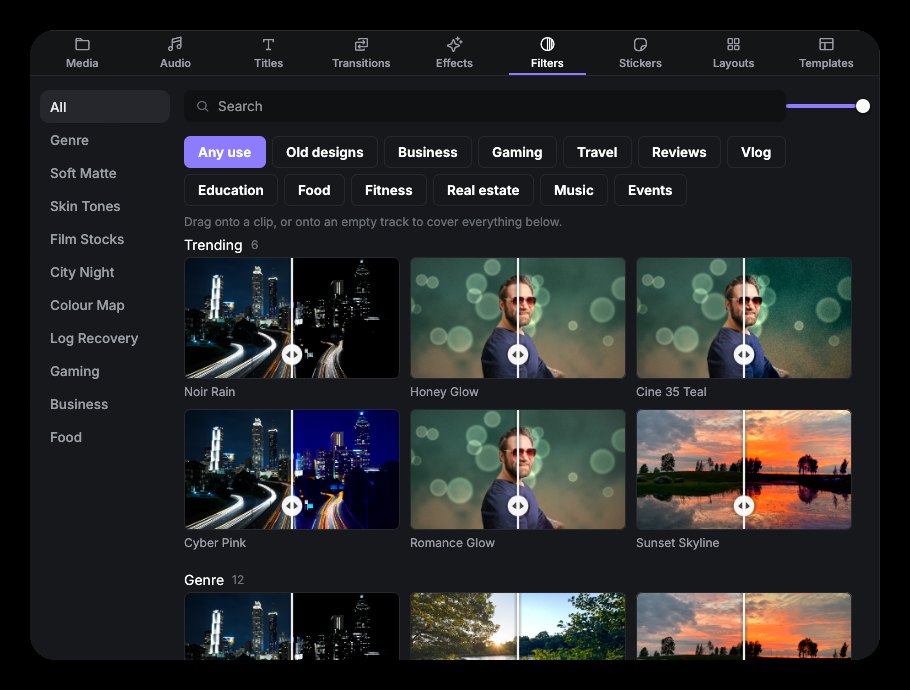 Media Audio Titles Transitions Effects Filters Stickers Layouts Templates
All
Genre
Soft Matte
Skin Tones
Film Stocks
City Night
Colour Map
Log Recovery
Gaming
Business
Food
Search
Any use Old designs Business Gaming Travel Reviews Vlog
Education Food Fitness Real estate Music Events
Drag onto a clip, or onto an empty track to cover everything below.
Trending 6
Noir Rain Honey Glow Cine 35 Teal
Cyber Pink Romance Glow Sunset Skyline
Genre 12